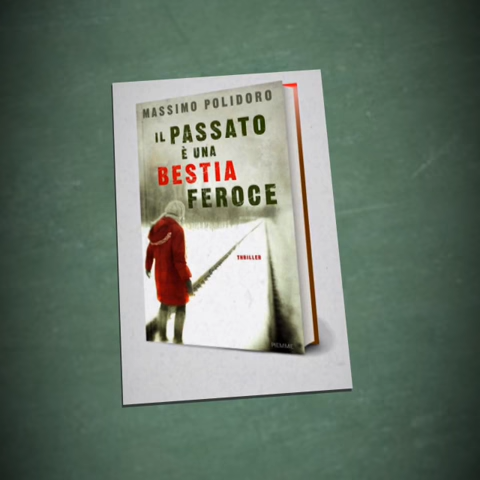 MASSIMO POLIDORO
IL PASSATO
È UNA
BESTIA
FEROCE
THRILLER
PIEMME